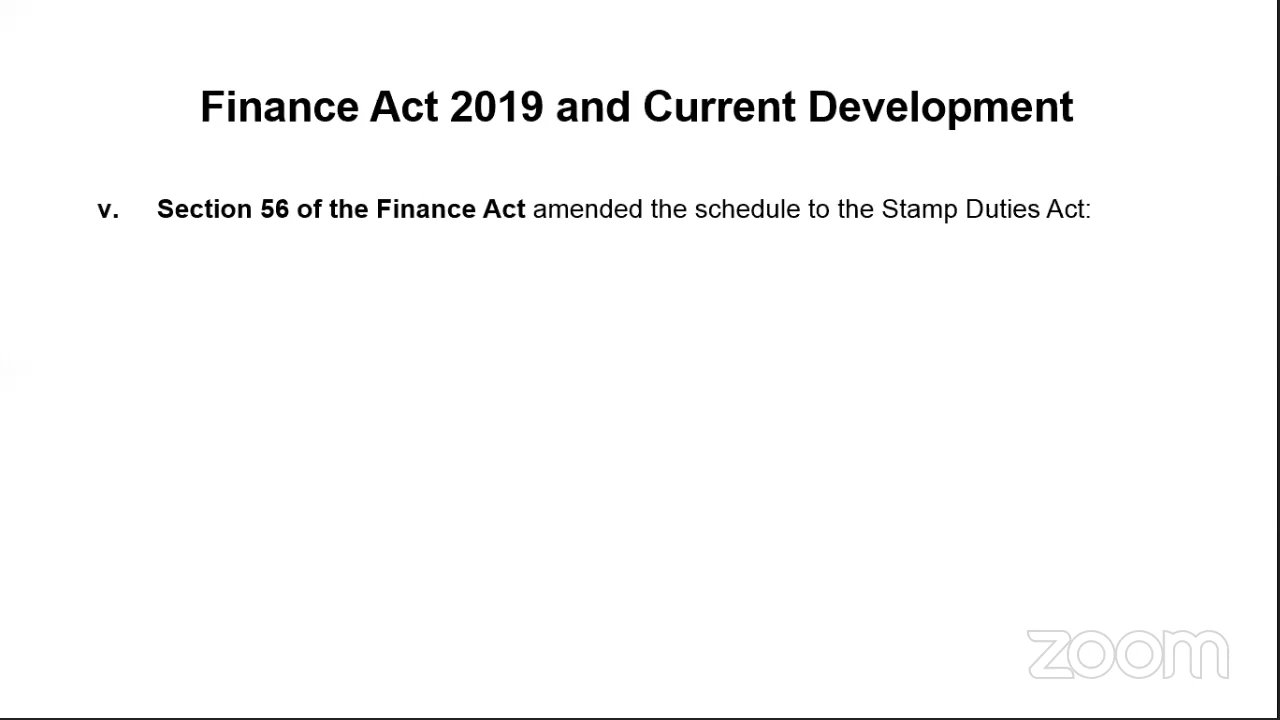 Finance Act 2019 and Current Development
v. Section 56 of the Finance Act amended the schedule to the Stamp Duties Act:
zoom